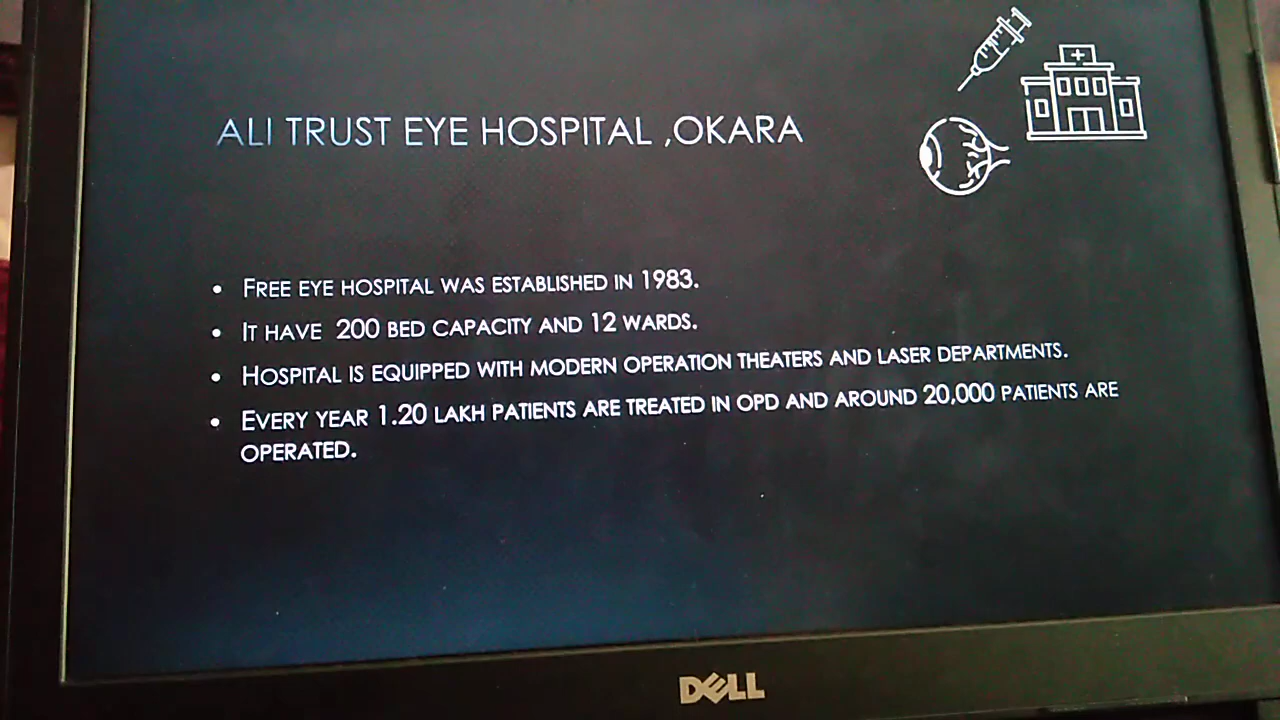 ALI TRUST EYE HOSPITAL ,OKARA
• FREE EYE HOSPITAL WAS ESTABLISHED IN 1983.
• IT HAVE 200 BED CAPACITY AND 12 WARDS.
• HOSPITAL IS EQUIPPED WITH MODERN OPERATION THEATERS AND LASER DEPARTMENTS.
• EVERY YEAR 1.20 LAKH PATIENTS ARE TREATED IN OPD AND AROUND 20,000 PATIENTS ARE
OPERATED.
DELL